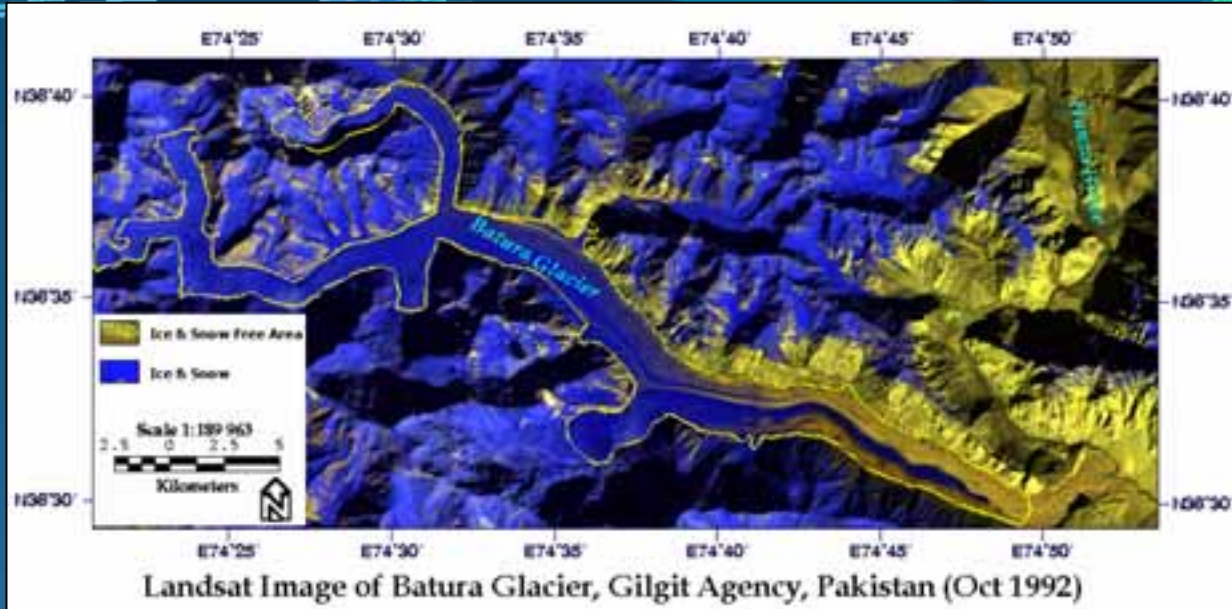 E74°25' E74°30' E74°35' E74°40' E74°45' E74°50'
N36°40' N36°40'
Batura Glacier
N36°35' N36°35'
Ice & Snow Free Area
Ice & Snow
Scale 1:189 963
2.5 0 2.5 5
Kilometers
N
N36°30' N36°30'
E74°25' E74°30' E74°35' E74°40' E74°45' E74°50'
Landsat Image of Batura Glacier, Gilgit Agency, Pakistan (Oct 1992)